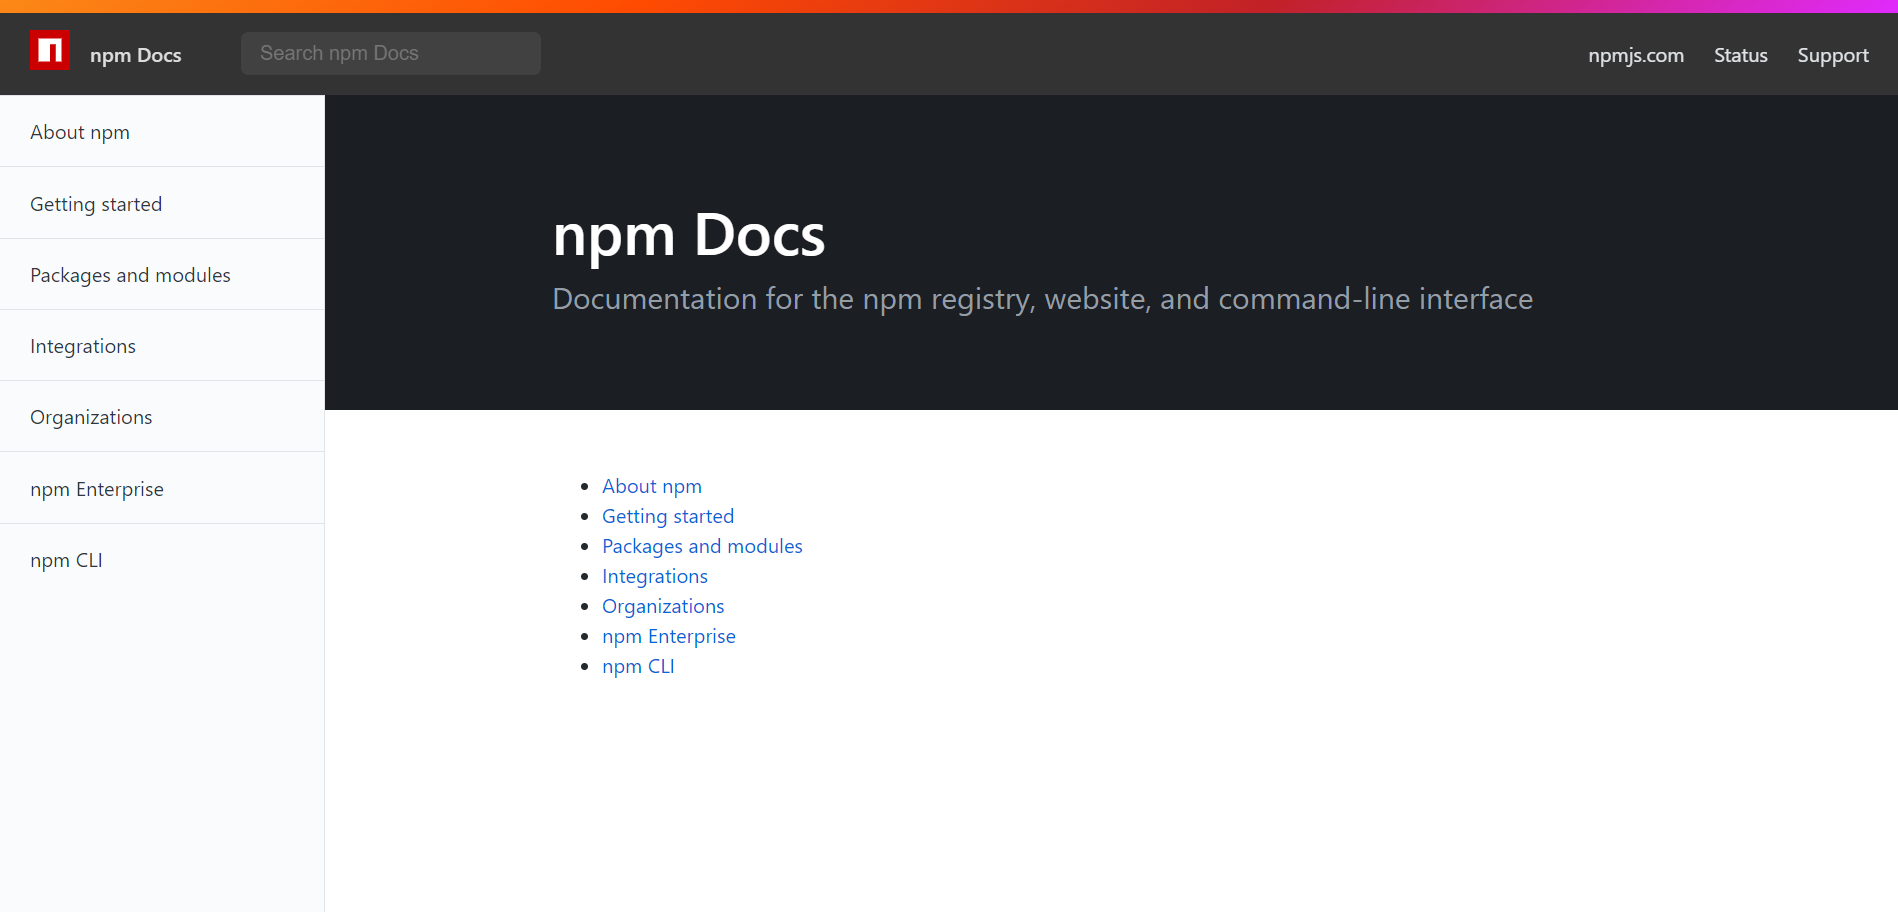 npm Docs
Search npm Docs
npmjs.com
Status
Support
About npm
Getting started
Packages and modules
Integrations
Organizations
npm Enterprise
npm CLI
npm Docs
Documentation for the npm registry, website, and command-line interface
About npm
Getting started
Packages and modules
Integrations
Organizations
npm Enterprise
npm CLI